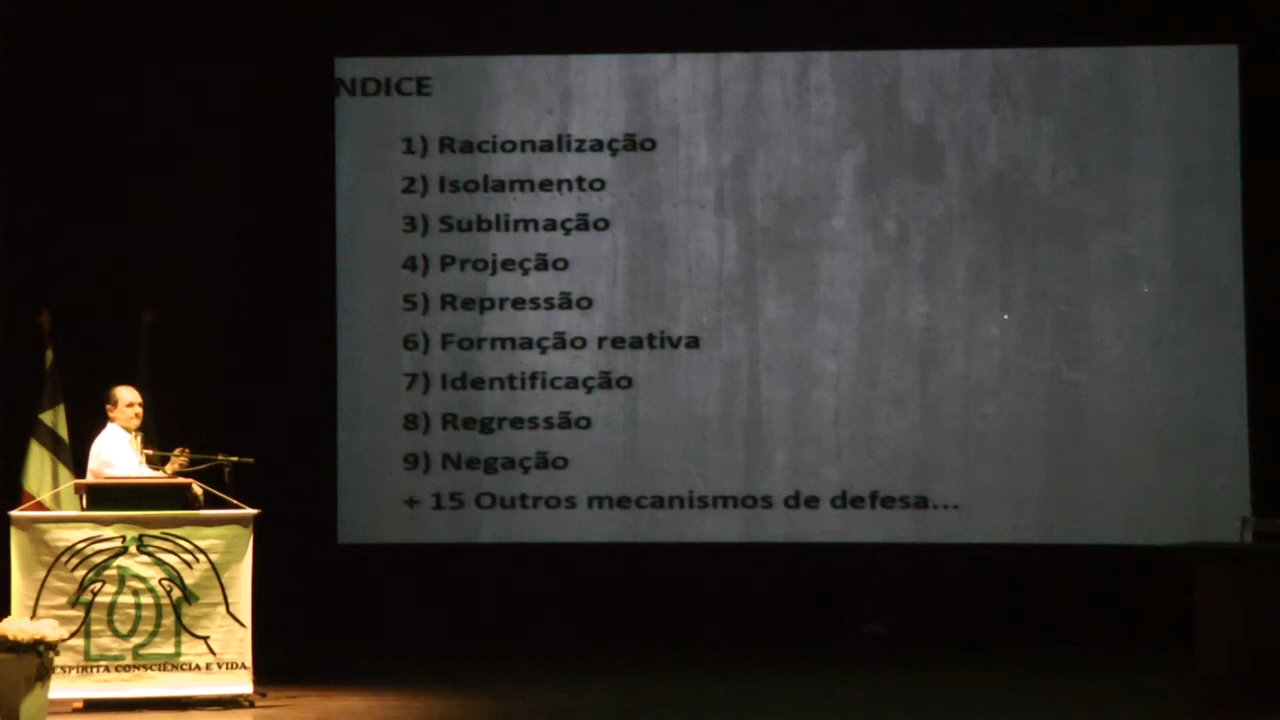 NDICE
1) Racionalização
2) Isolamento
3) Sublimação
4) Projeção
5) Repressão
6) Formação reativa
7) Identificação
8) Regressão
9) Negação
+ 15 Outros mecanismos de defesa...
ESPÍRITA CONSCIÊNCIA E VIDA